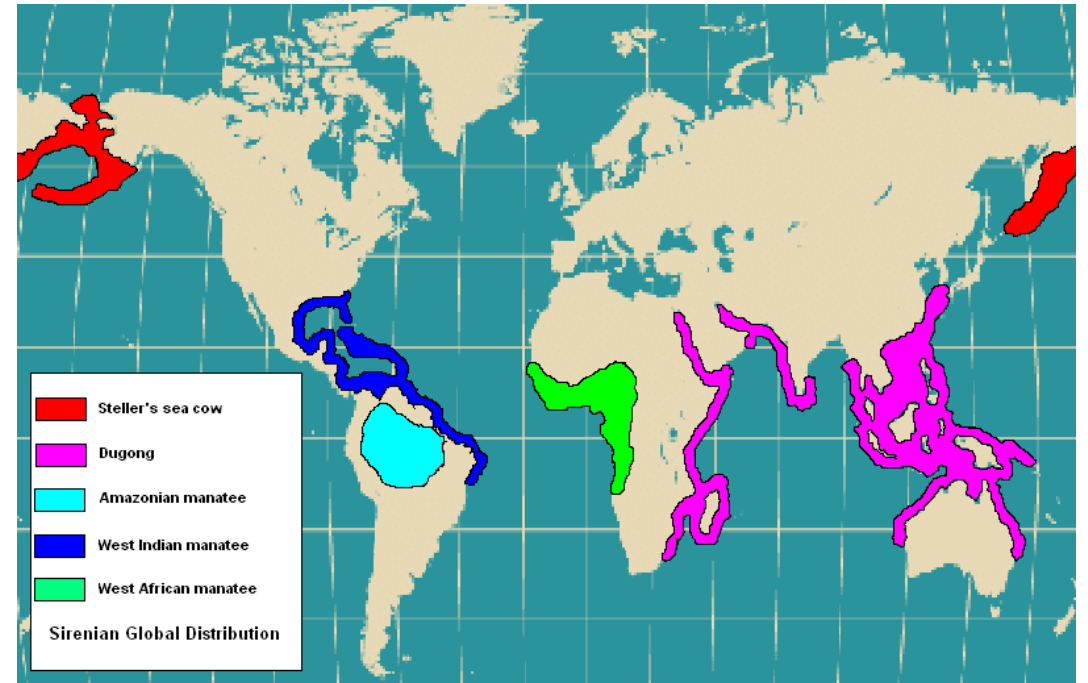 Steller's sea cow
Dugong
Amazonian manatee
West Indian manatee
West African manatee
Sirenian Global Distribution